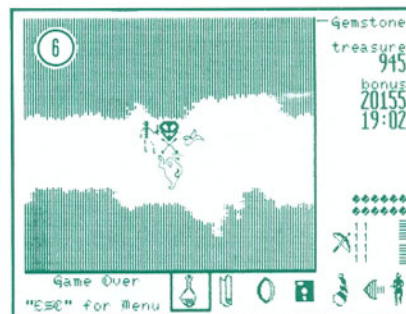 6
Gemstone
treasure
945
bonus
20155
19:02
Game Over
"ESC" for Menu